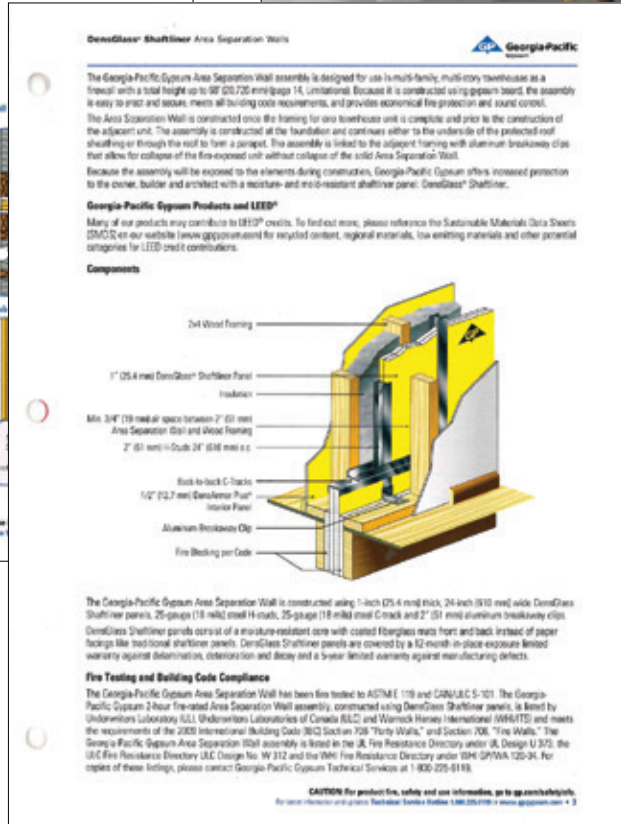 DensGlass® Shaftliner Area Separation Walls
GP Georgia-Pacific
Gypsum
The Georgia-Pacific Gypsum Area Separation Wall assembly is designed for use in multi-family, multi-story townhouses as a
firewall with a total height up to 68' (20,726 mm) (page 14, Limitations). Because it is constructed using gypsum board, the assembly
is easy to erect and secure, meets all building code requirements, and provides economical fire protection and sound control.
The Area Separation Wall is constructed once the framing for one townhouse unit is complete and prior to the construction of
the adjacent unit. The assembly is constructed at the foundation and continues either to the underside of the protected roof
sheathing or through the roof to form a parapet. The assembly is linked to the adjacent framing with aluminum breakaway clips
that allow for collapse of the fire-exposed unit without collapse of the solid Area Separation Wall.
Because the assembly will be exposed to the elements during construction, Georgia-Pacific Gypsum offers increased protection
to the owner, builder and architect with a moisture- and mold-resistant shaftliner panel: DensGlass® Shaftliner.
Georgia-Pacific Gypsum Products and LEED®
Many of our products may contribute to LEED® credits. To find out more, please reference the Sustainable Materials Data Sheets
(SMDS) on our website (www.gpgypsum.com) for recycled content, regional materials, low emitting materials and other potential
categories for LEED credit contributions.
Components
2x4 Wood Framing
1" (25.4 mm) DensGlass® Shaftliner Panel
Insulation
Min. 3/4" (19 mm) air space between 2" (51 mm)
Area Separation Wall and Wood Framing
2" (51 mm) H-Studs 24" (610 mm) o.c.
Back-to-back C-Tracks
1/2" (12.7 mm) DensArmor Plus®
Interior Panel
Aluminum Breakaway Clip
Fire Blocking per Code
GP
The Georgia-Pacific Gypsum Area Separation Wall is constructed using 1-inch (25.4 mm) thick, 24-inch (610 mm) wide DensGlass
Shaftliner panels, 25-gauge (18 mils) steel H-studs, 25-gauge (18 mils) steel C-track and 2" (51 mm) aluminum breakaway clips.
DensGlass Shaftliner panels consist of a moisture-resistant core with coated fiberglass mats front and back instead of paper
facings like traditional shaftliner panels. DensGlass Shaftliner panels are covered by a 12-month in-place exposure limited
warranty against delamination, deterioration and decay and a 5-year limited warranty against manufacturing defects.
Fire Testing and Building Code Compliance
The Georgia-Pacific Gypsum Area Separation Wall has been fire tested to ASTM E 119 and CAN/ULC S-101. The Georgia-
Pacific Gypsum 2-hour fire-rated Area Separation Wall assembly, constructed using DensGlass Shaftliner panels, is listed by
Underwriters Laboratory (UL), Underwriters Laboratories of Canada (ULC) and Warnock Hersey International (WHI/ITS) and meets
the requirements of the 2009 International Building Code (IBC) Section 706 "Party Walls," and Section 706, "Fire Walls." The
Georgia-Pacific Gypsum Area Separation Wall assembly is listed in the UL Fire Resistance Directory under UL Design U 373, the
ULC Fire Resistance Directory ULC Design No. W 312 and the WHI Fire Resistance Directory under WHI GP/WA 120-04. For
copies of these listings, please contact Georgia-Pacific Gypsum Technical Services at 1-800-225-6119.
CAUTION: For product fire, safety and use information, go to gp.com/safetyinfo.
For latest information and updates: Technical Service Hotline 1.800.225.6119 or www.gpgypsum.com • 3